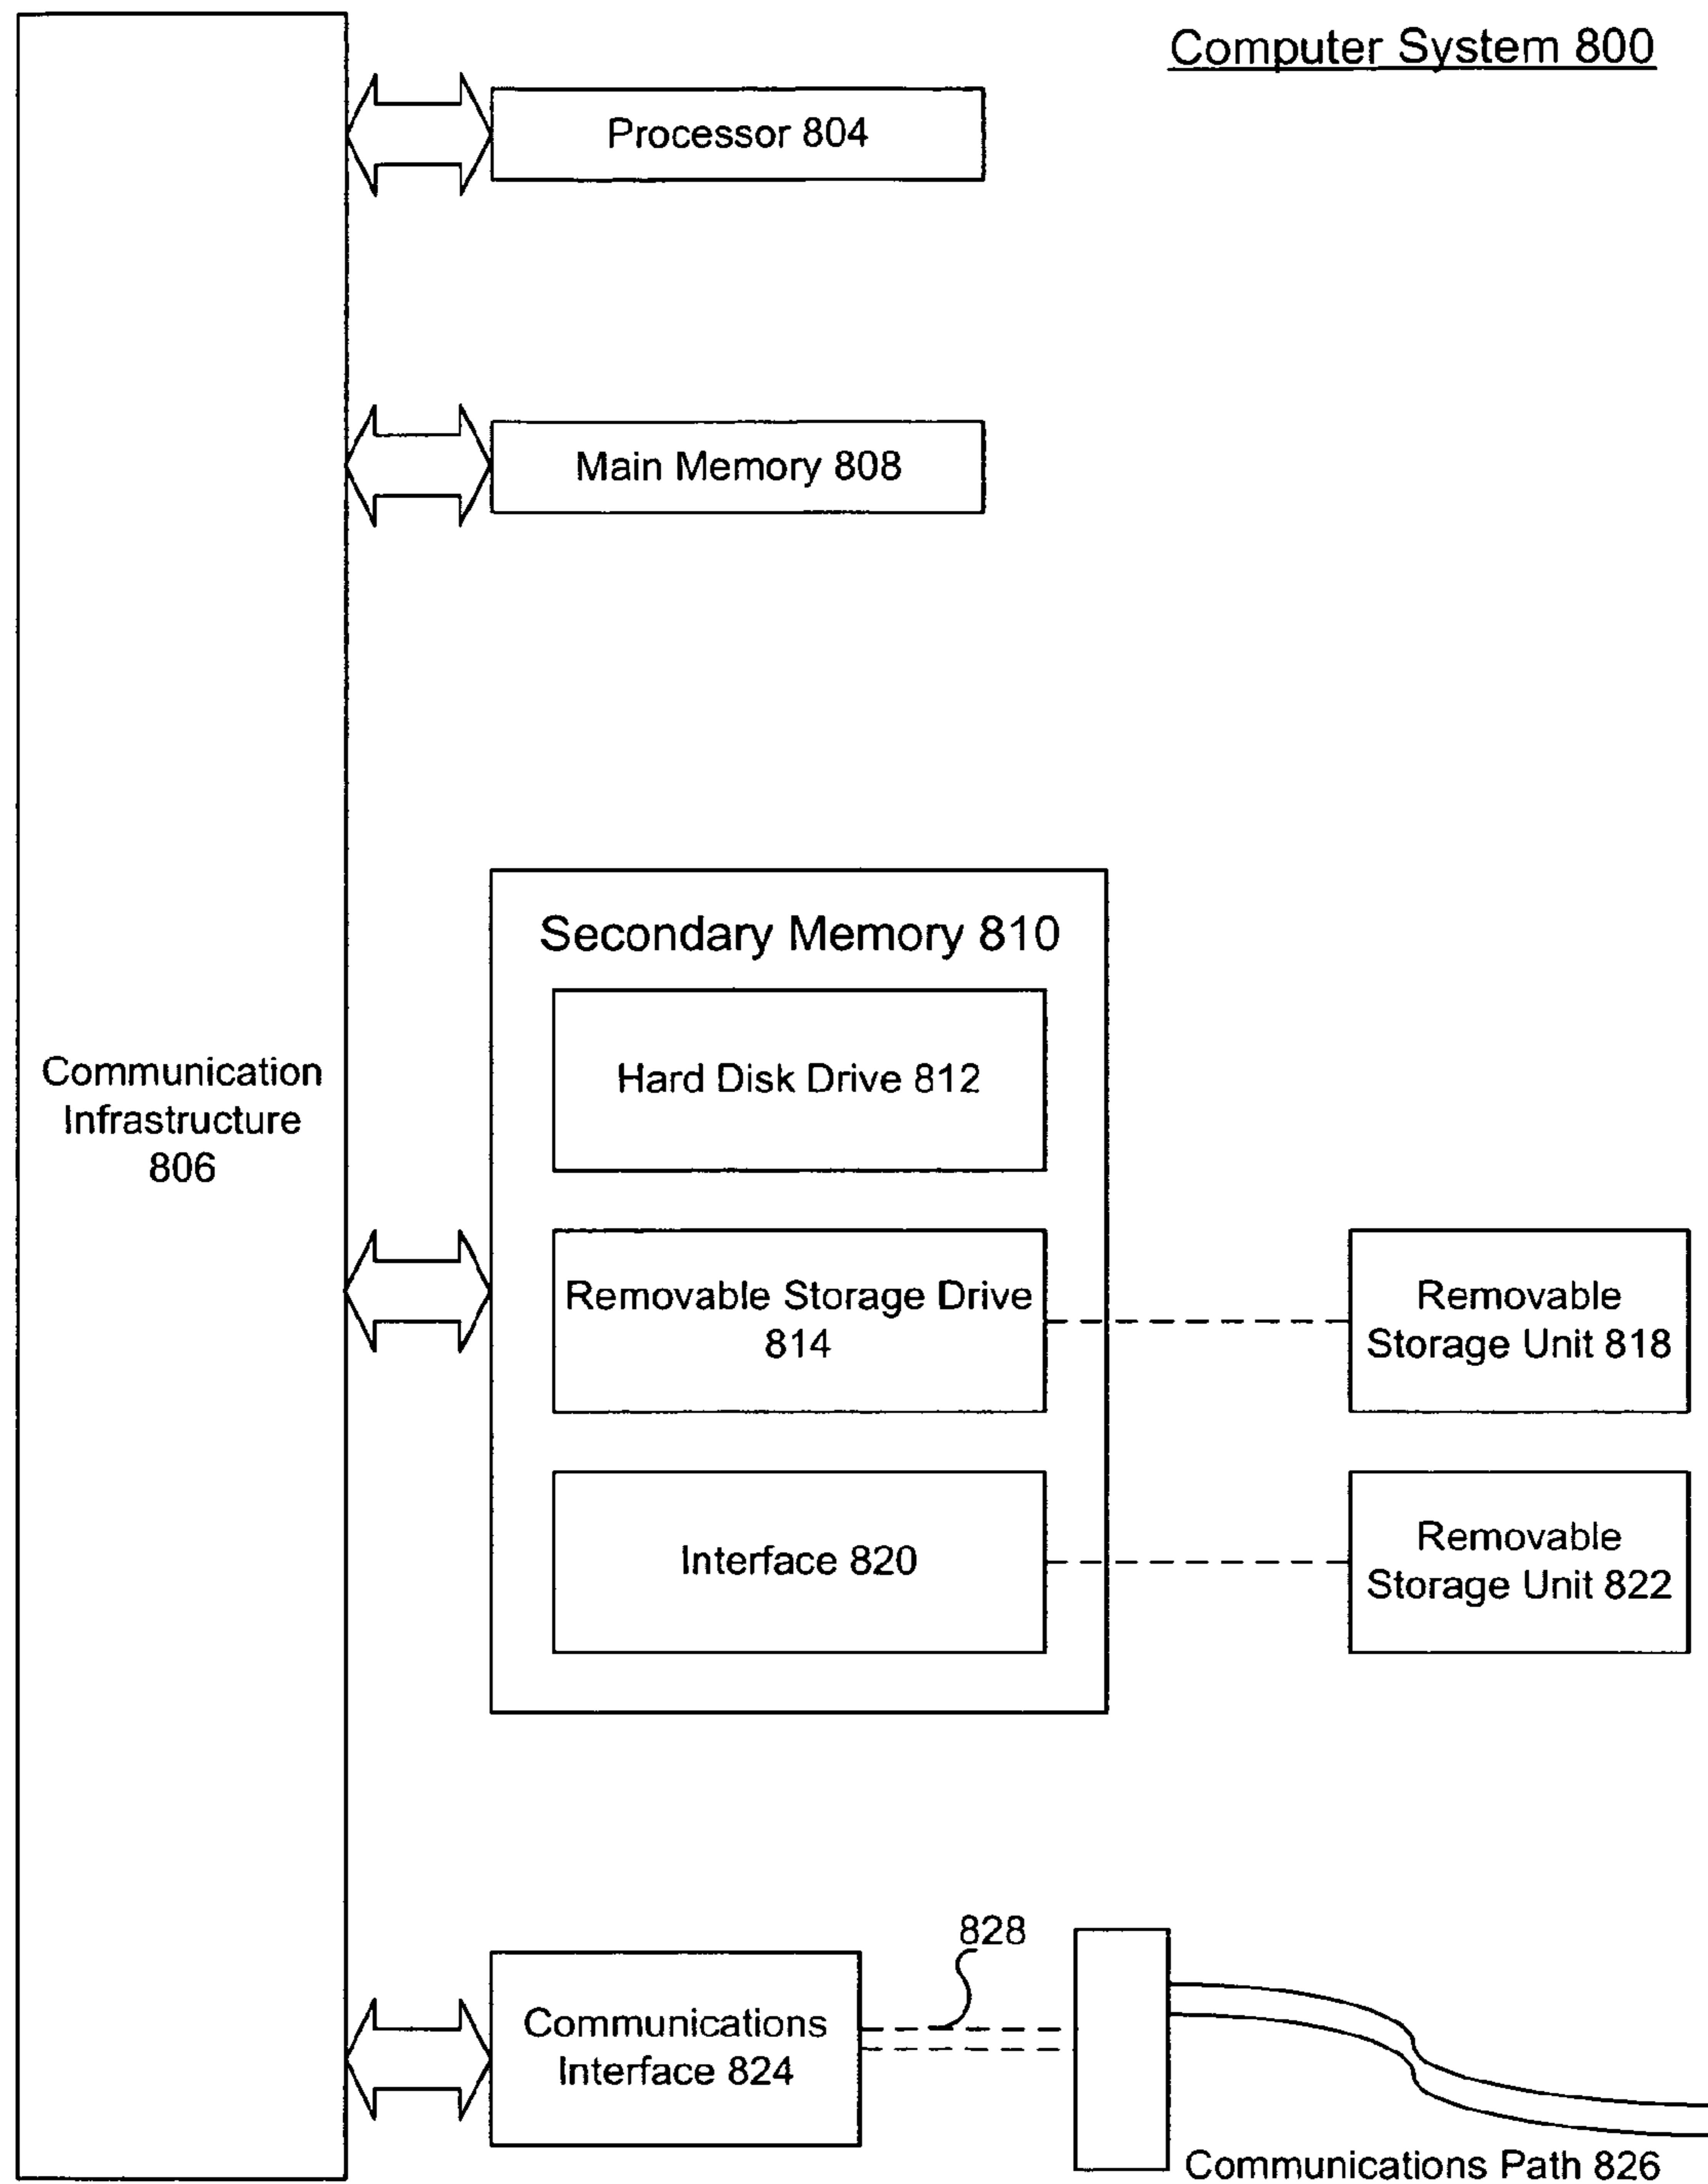 Computer System 800
Processor 804
Main Memory 808
Secondary Memory 810
Hard Disk Drive 812
Communication
Infrastructure
806
Removable Storage Drive
814
Removable
Storage Unit 818
Interface 820
Removable
Storage Unit 822
828
Communications
Interface 824
Communications Path 826